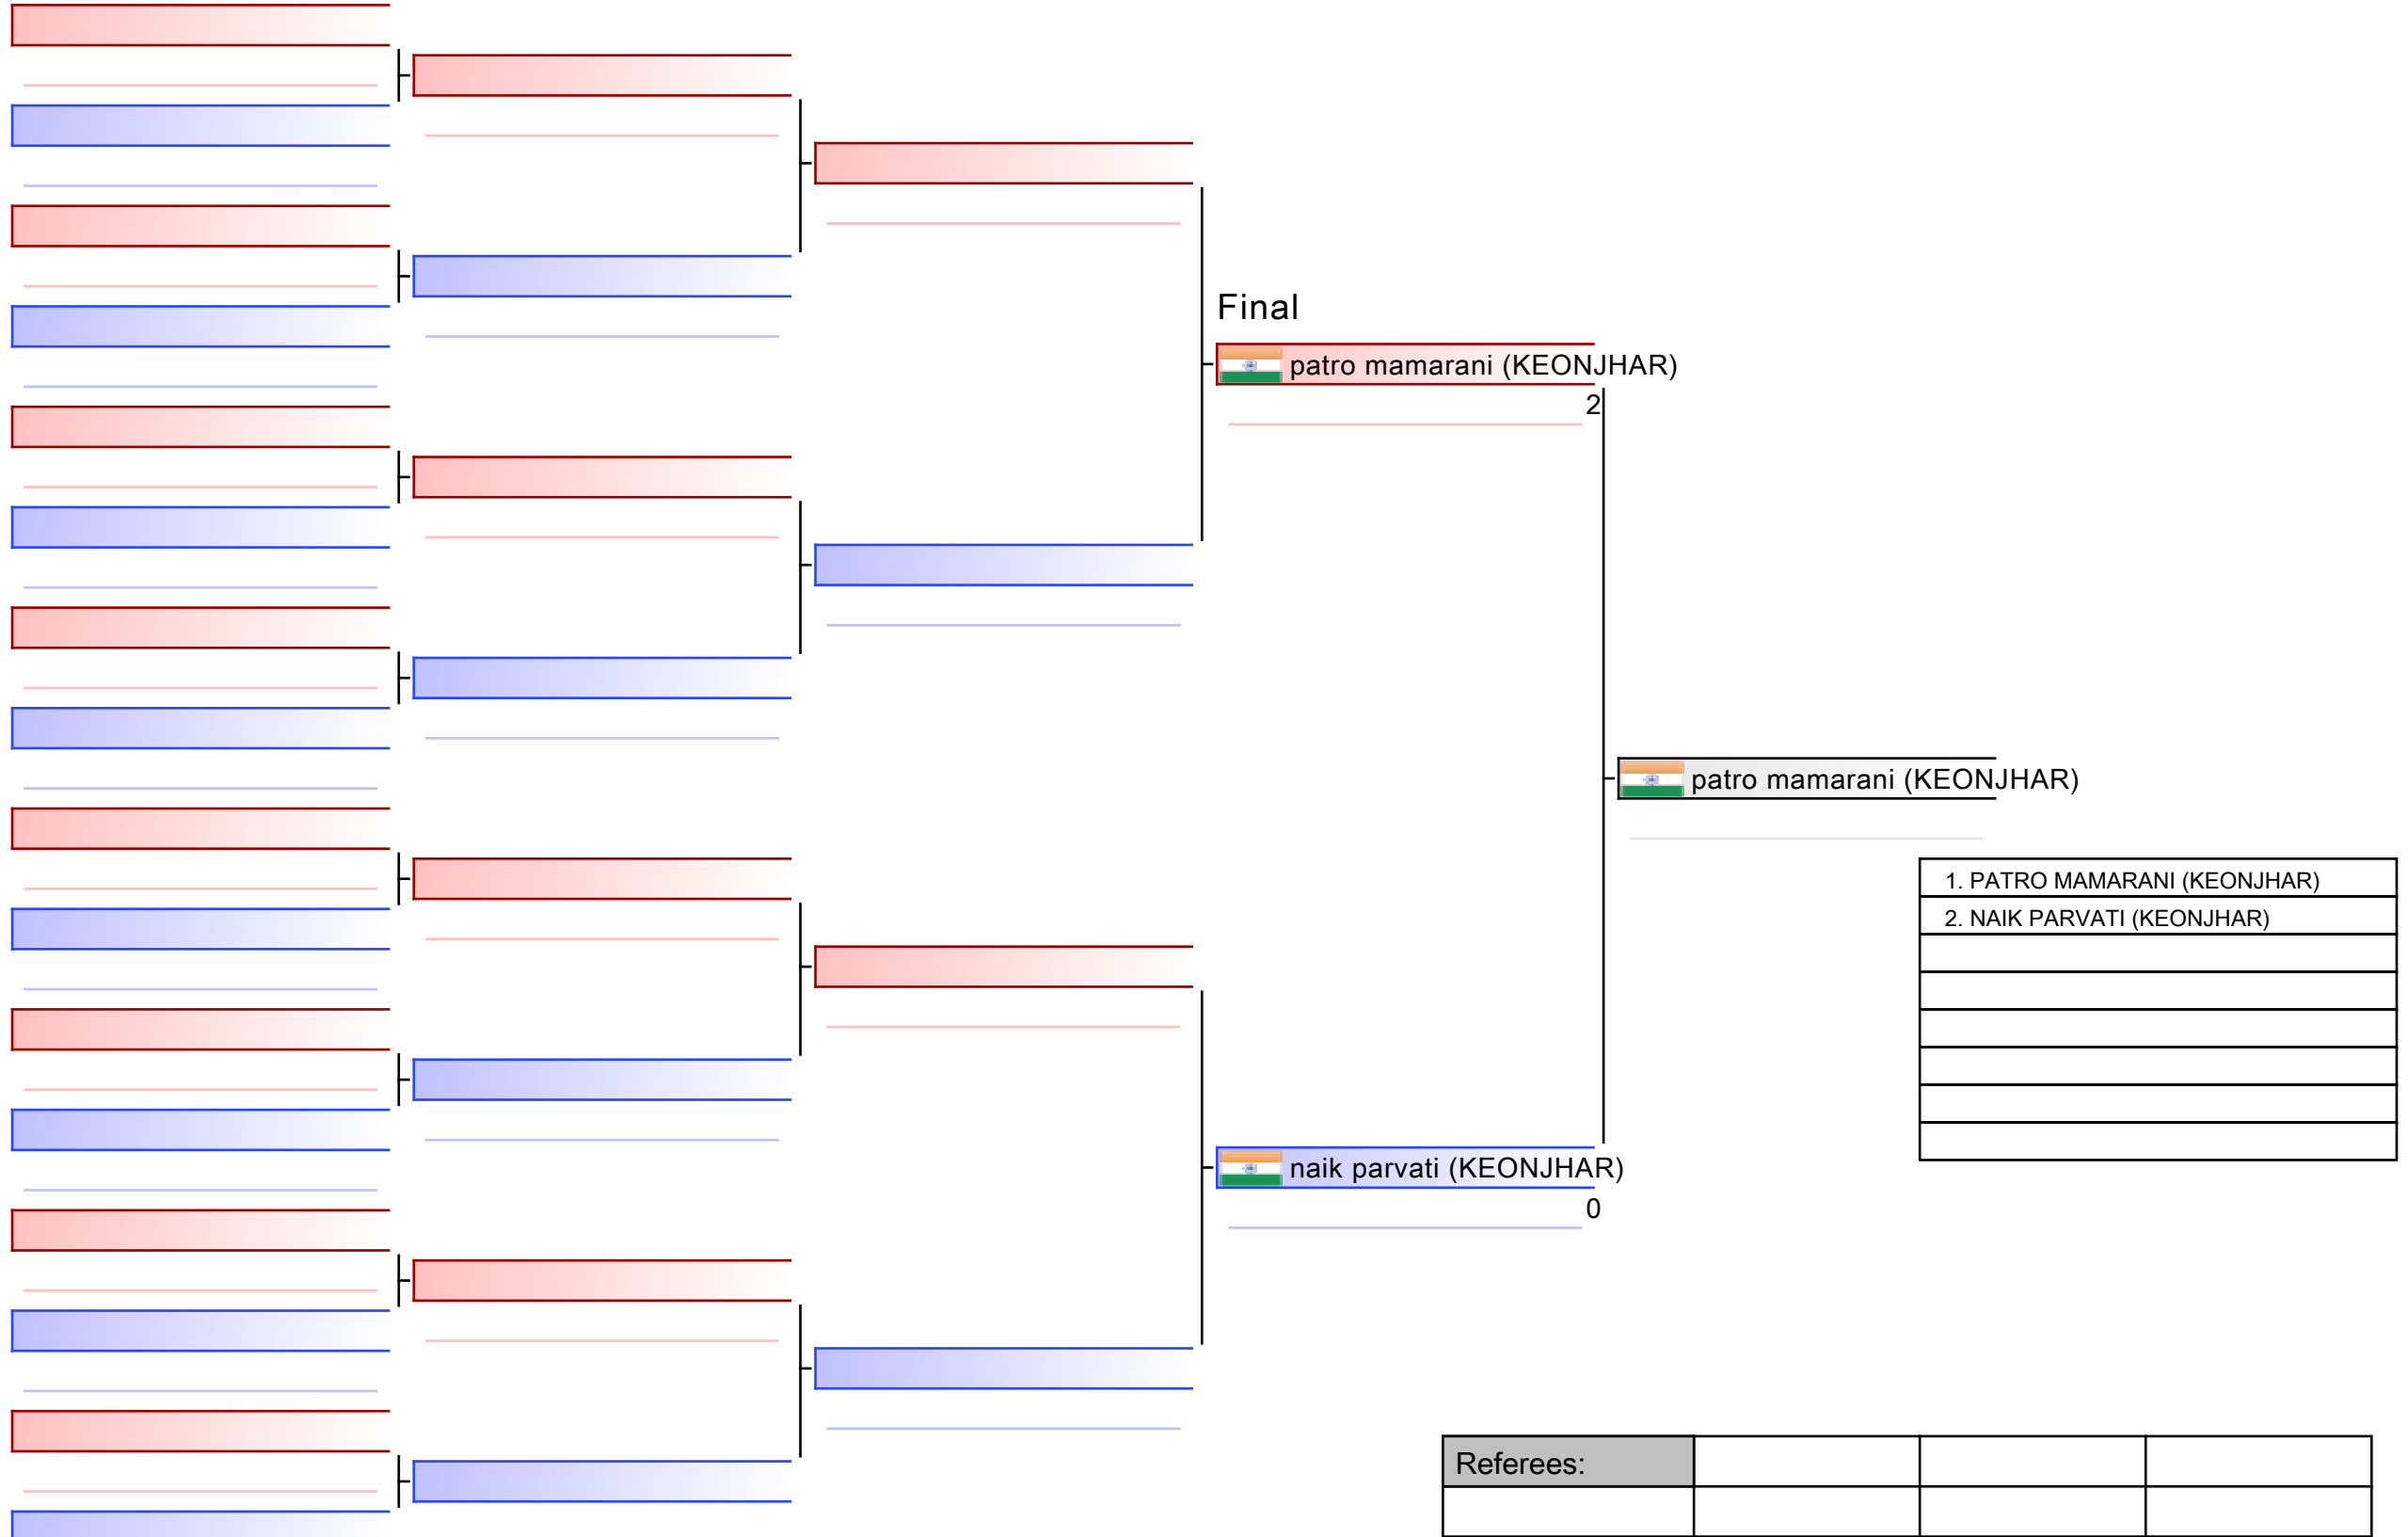 Final
patro mamarani (KEONJHAR)
2
patro mamarani (KEONJHAR)
1. PATRO MAMARANI (KEONJHAR)
2. NAIK PARVATI (KEONJHAR)
naik parvati (KEONJHAR)
0
Referees: